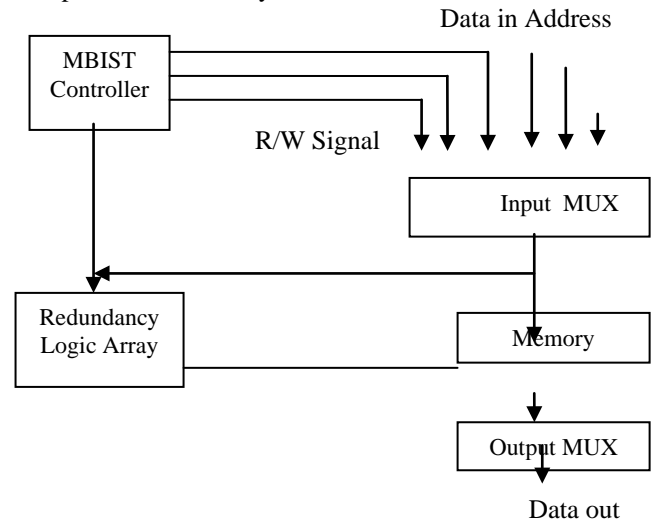 Data in Address
MBIST
Controller
R/W Signal
Input MUX
Redundancy
Logic Array
Memory
Output MUX
Data out